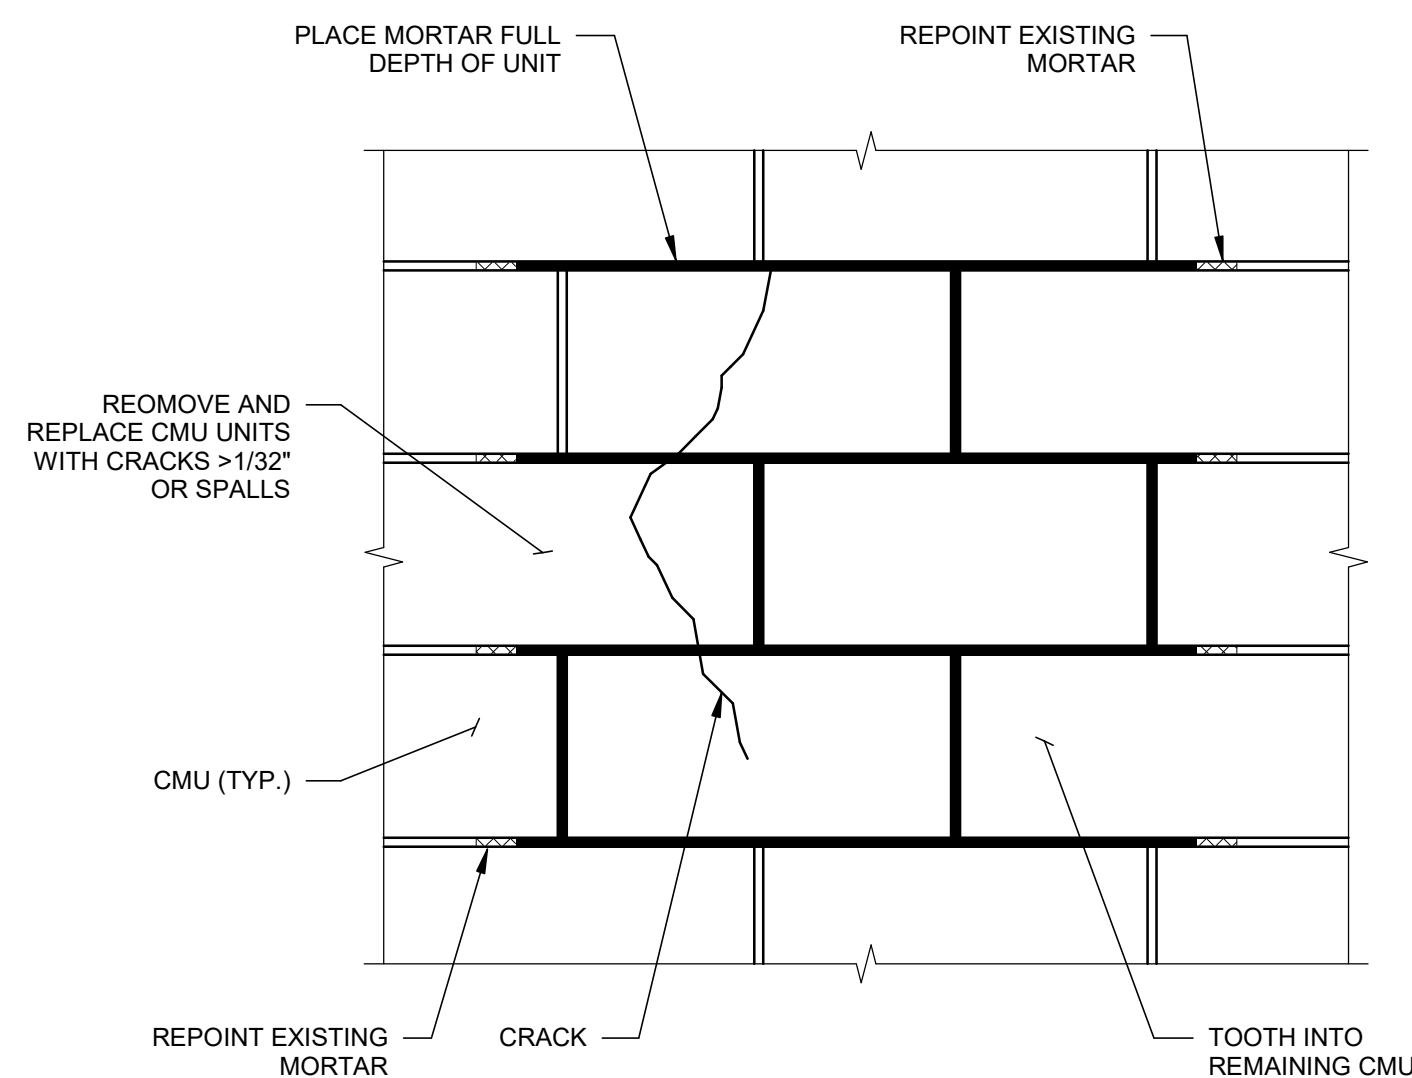 PLACE MORTAR FULL
DEPTH OF UNIT
REPOINT EXISTING
MORTAR
REOMOVE AND
REPLACE CMU UNITS
WITH CRACKS >1/32"
OR SPALLS
CMU (TYP.)
REPOINT EXISTING
MORTAR
CRACK
TOOTH INTO
REMAINING CMU